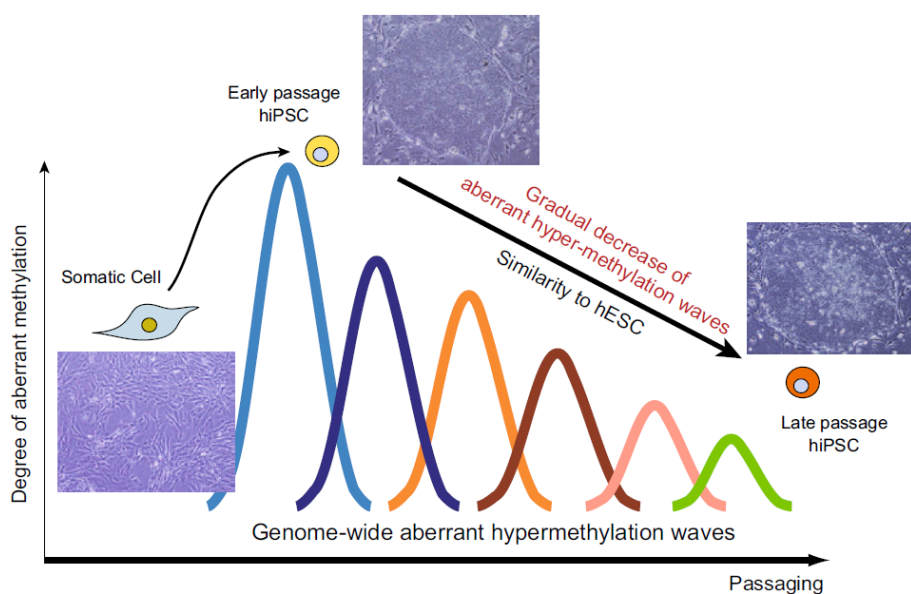 Early passage
hiPSC
Gradual decrease of
aberrant hyper-methylation waves
Similarity to hESC
Somatic Cell
Degree of aberrant methylation
Late passage
hiPSC
Genome-wide aberrant hypermethylation waves
Passaging